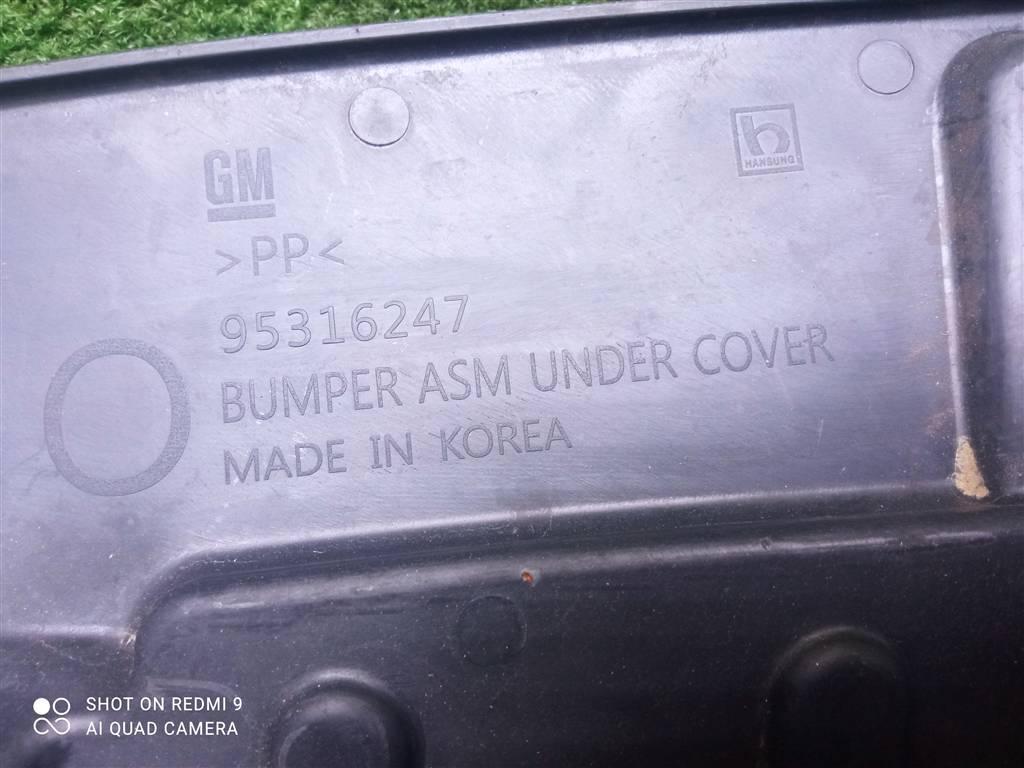 GM
HANSUNG
>PP<
95316247
BUMPER ASM UNDER COVER
MADE IN KOREA
SHOT ON REDMI 9
AI QUAD CAMERA